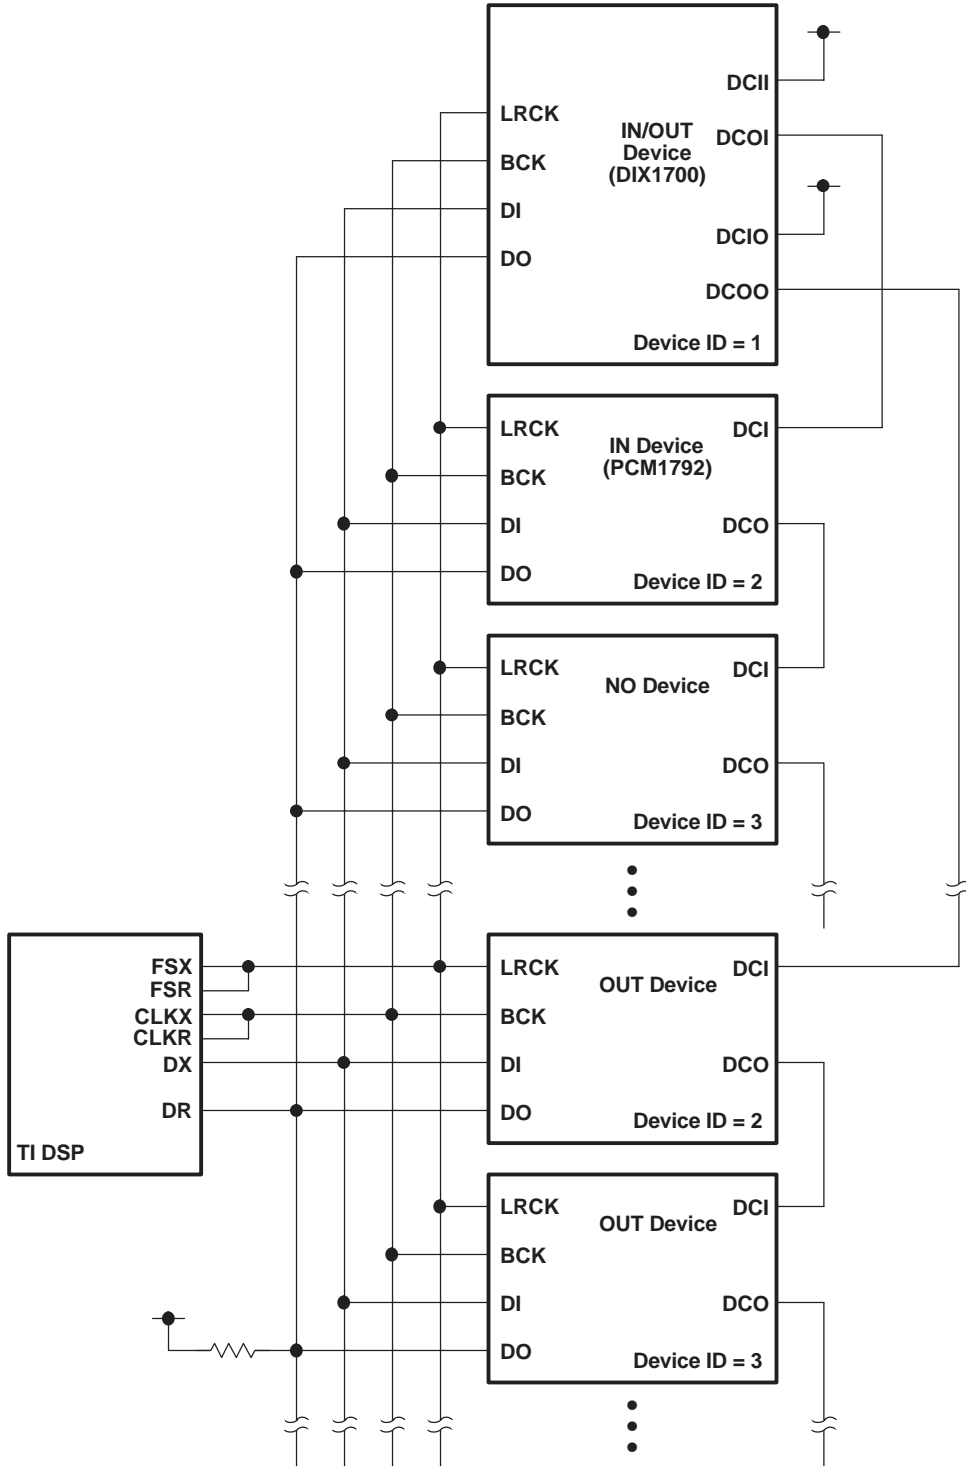 DCII
LRCK
IN/OUT
Device
(DIX1700)
DCOI
BCK
DI
DCIO
DO
DCOO
Device ID = 1
LRCK
DCI
IN Device
(PCM1792)
BCK
DI
DCO
DO
Device ID = 2
LRCK
DCI
NO Device
BCK
DI
DCO
DO
Device ID = 3
FSX
FSR
CLKX
CLKR
DX
DR
TI DSP
LRCK
DCI
OUT Device
BCK
DI
DCO
DO
Device ID = 2
LRCK
DCI
OUT Device
BCK
DI
DCO
DO
Device ID = 3